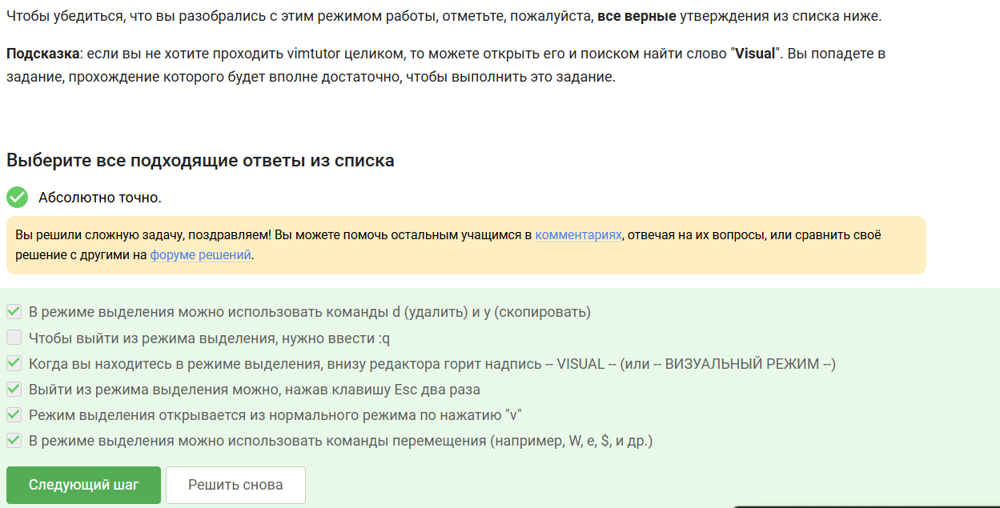 Чтобы убедиться, что вы разобрались с этим режимом работы, отметьте, пожалуйста, все верные утверждения из списка ниже.
Подсказка: если вы не хотите проходить vimtutor целиком, то можете открыть его и поиском найти слово "Visual". Вы попадете в
задание, прохождение которого будет вполне достаточно, чтобы выполнить это задание.
Выберите все подходящие ответы из списка
Абсолютно точно.
Вы решили сложную задачу, поздравляем! Вы можете помочь остальным учащимся в комментариях, отвечая на их вопросы, или сравнить своё
решение с другими на форуме решений.
В режиме выделения можно использовать команды d (удалить) и y (скопировать)
Чтобы выйти из режима выделения, нужно ввести :q
Когда вы находитесь в режиме выделения, внизу редактора горит надпись -- VISUAL -- (или -- ВИЗУАЛЬНЫЙ РЕЖИМ --)
Выйти из режима выделения можно, нажав клавишу Esc два раза
Режим выделения открывается из нормального режима по нажатию "v"
В режиме выделения можно использовать команды перемещения (например, W, e, $, и др.)
Следующий шаг
Решить снова